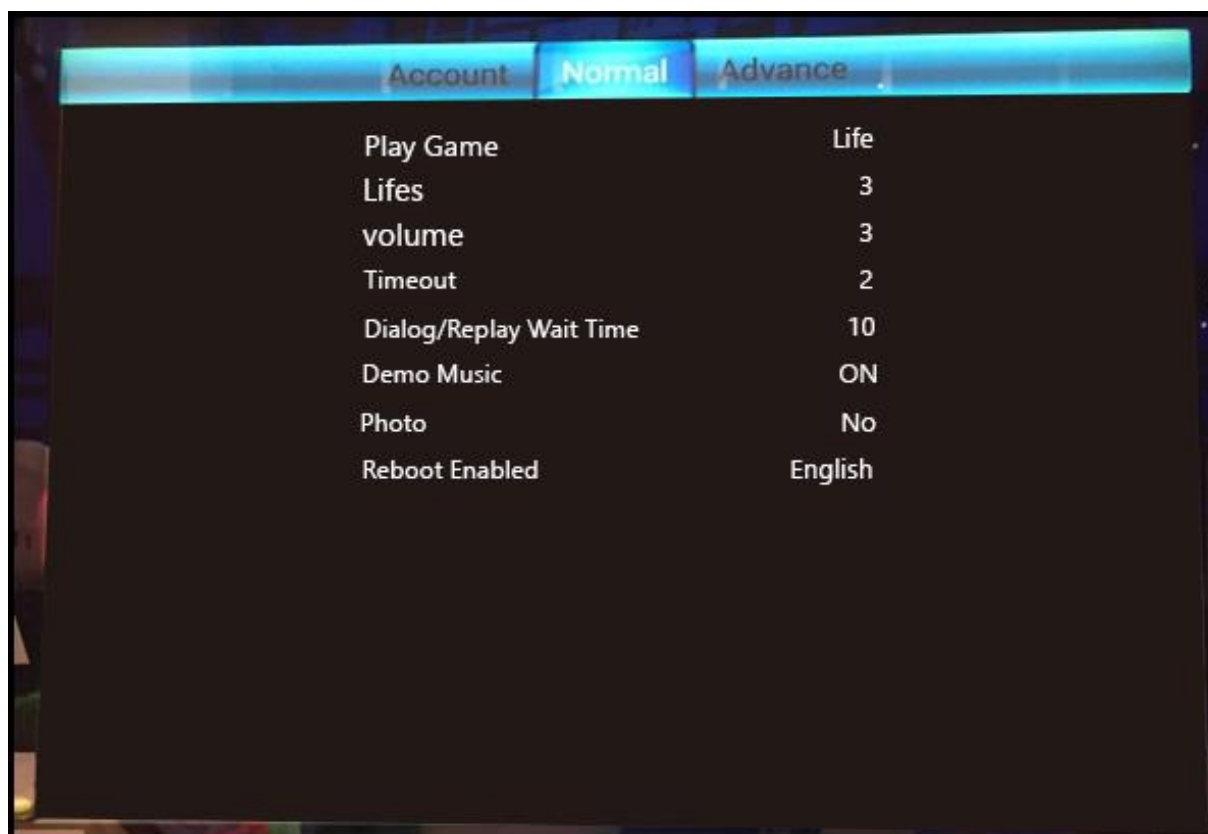 Account Normal Advance
Play Game Life
Lifes 3
volume 3
Timeout 2
Dialog/Replay Wait Time 10
Demo Music ON
Photo No
Reboot Enabled English